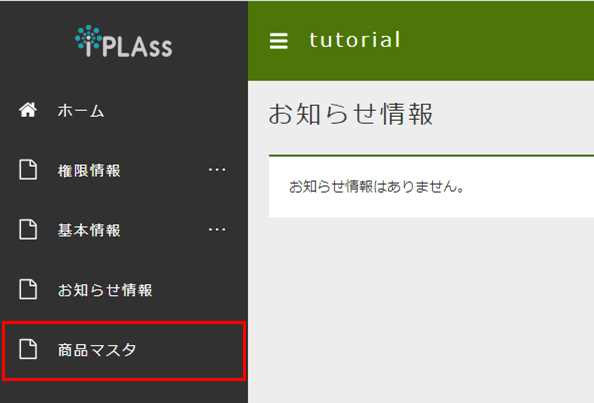 iPLAss
ホーム
権限情報 ...
基本情報 ...
お知らせ情報
商品マスタ
tutorial
お知らせ情報
お知らせ情報はありません。